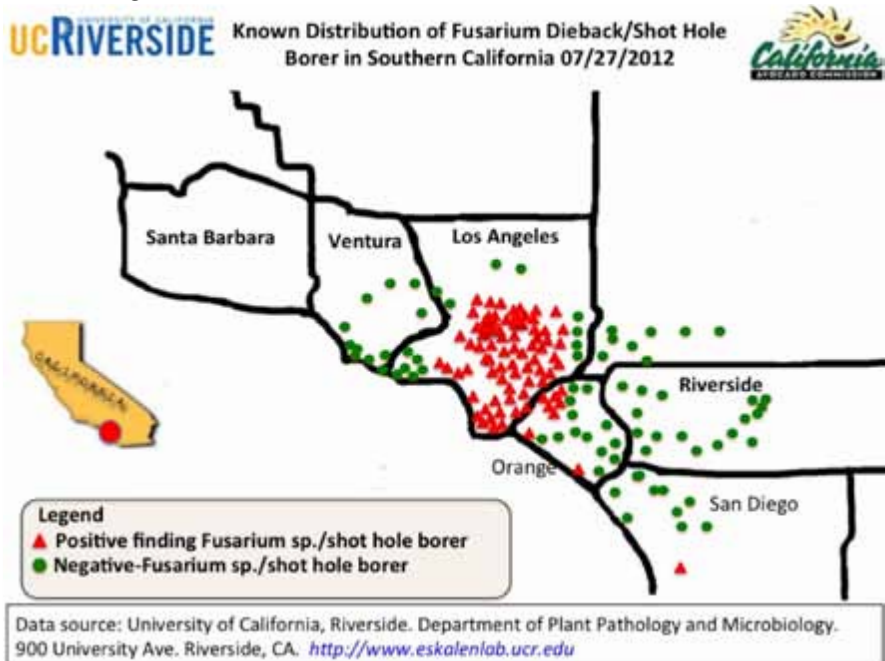 UNIVERSITY OF CALIFORNIA
UCRIVERSIDE
Known Distribution of Fusarium Dieback/Shot Hole
Borer in Southern California 07/27/2012
California
AVOCADO COMMISSION
Santa Barbara
Ventura
Los Angeles
CALIFORNIA
Riverside
Orange
San Diego
Legend
Positive finding Fusarium sp./shot hole borer
Negative-Fusarium sp./shot hole borer
Data source: University of California, Riverside. Department of Plant Pathology and Microbiology.
900 University Ave. Riverside, CA. http://www.eskalenlab.ucr.edu